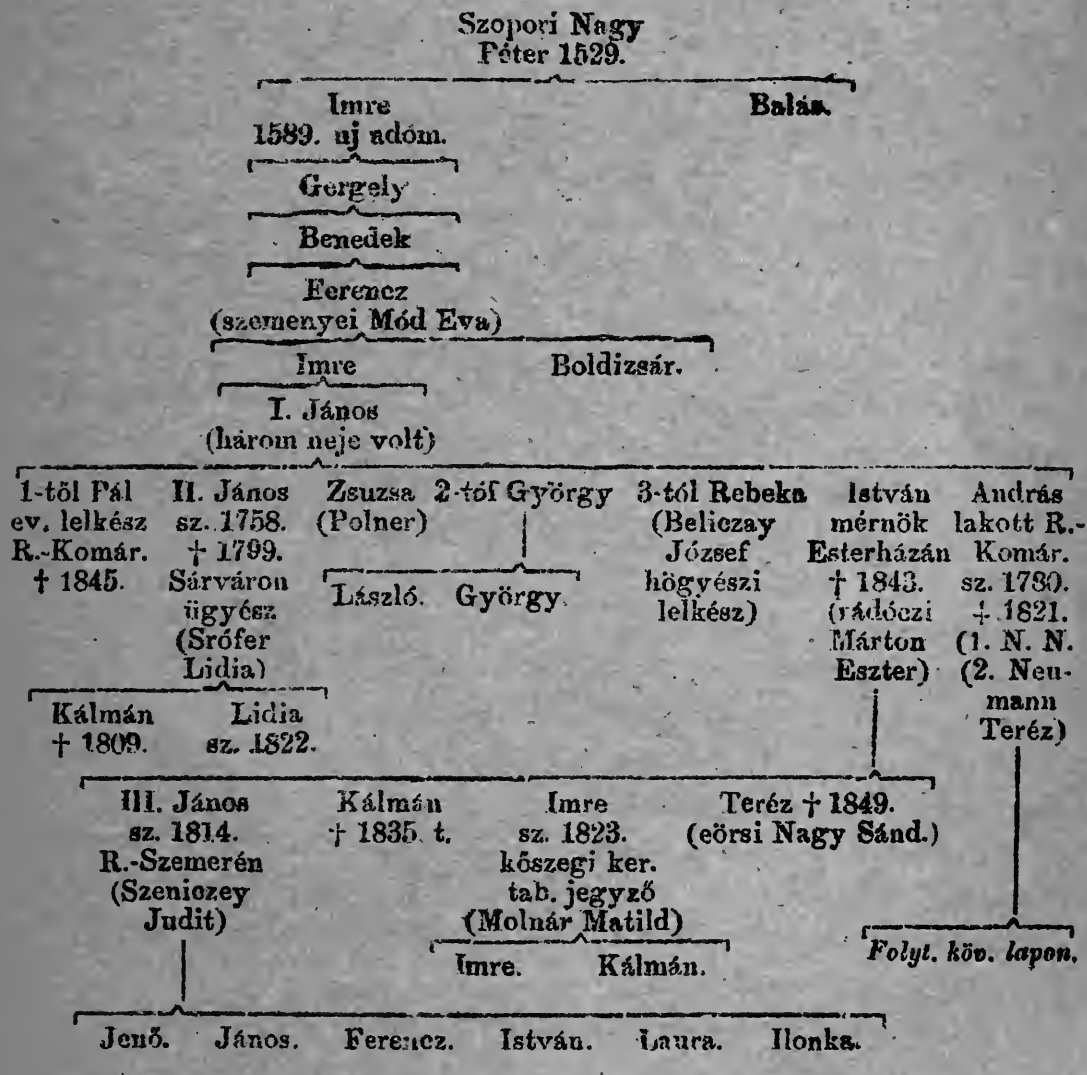 Szopori Nagy
Péter 1529.
Imre Balás.
1589. uj adóm.
Gergely
Benedek
Ferencz
(szemenyei Mód Eva)
Imre Boldizsár.
I. János
(három neje volt)
1-től Pál II. János Zsuzsa 2-tól György 3-tól Rebeka István András
ev. lelkész sz. 1758. (Polner) (Beliczay mérnök lakott R.-
R.-Komár. † 1799. József Esterházán Komár.
† 1845. Sárváron László. György. högyészi † 1843. sz. 1780.
ügyész lelkész) (rádóczi † 1821.
(Srófer Márton (1. N. N.
Lidia) Eszter) (2. Neu-
Kálmán Lidia mann
† 1809. sz. 1822. Teréz)
III. János Kálmán Imre Teréz † 1849.
sz. 1814. † 1835. t. sz. 1823. (eörsi Nagy Sánd.)
R.-Szemerén kőszegi ker.
(Szeniczey tab. jegyző
Judit) (Molnár Matild)
Imre. Kálmán. Folyt. köv. lapon.
Jenő. János. Ferencz. István. Laura. Ilonka.